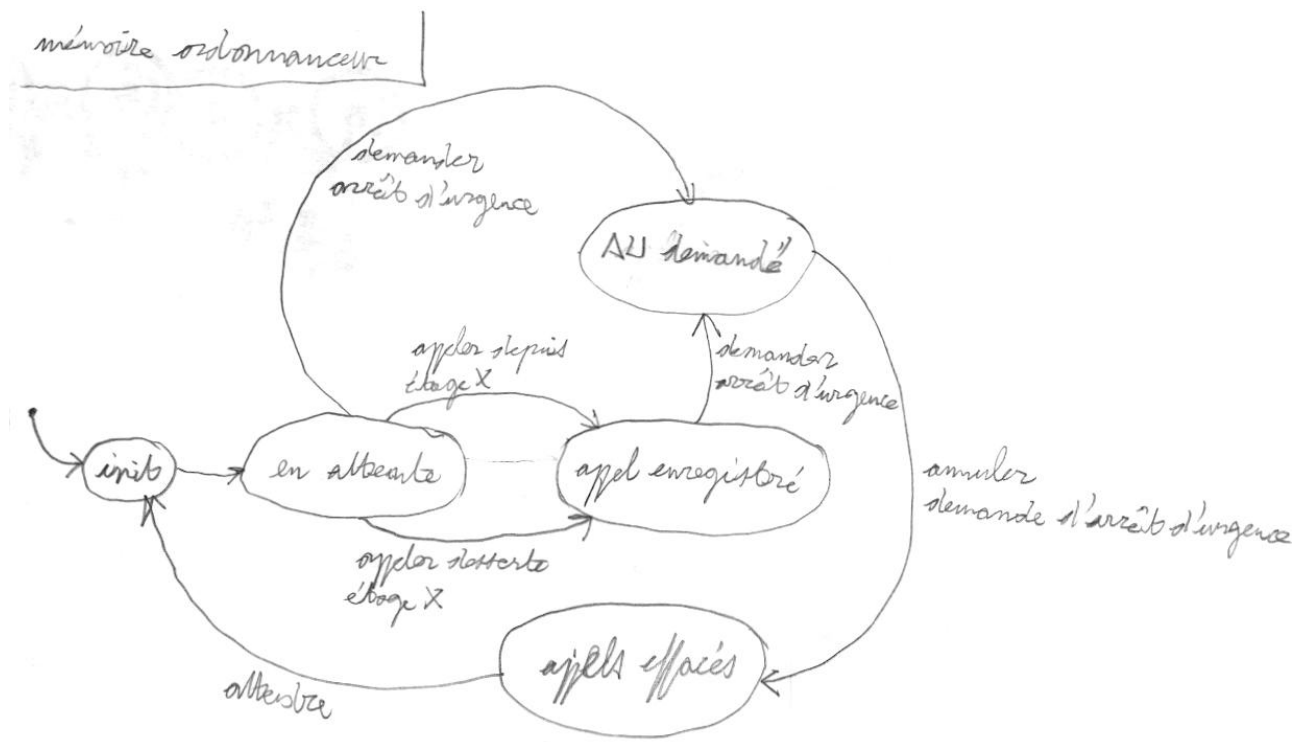 mémoire ordonnanceur
demander
arrêt d'urgence
AU demandé
appeler depuis
étage X
demander
arrêt d'urgence
init
en attente
appel enregistré
annuler
demande d'arrêt d'urgence
appeler desserte
étage X
appels effacés
attendre